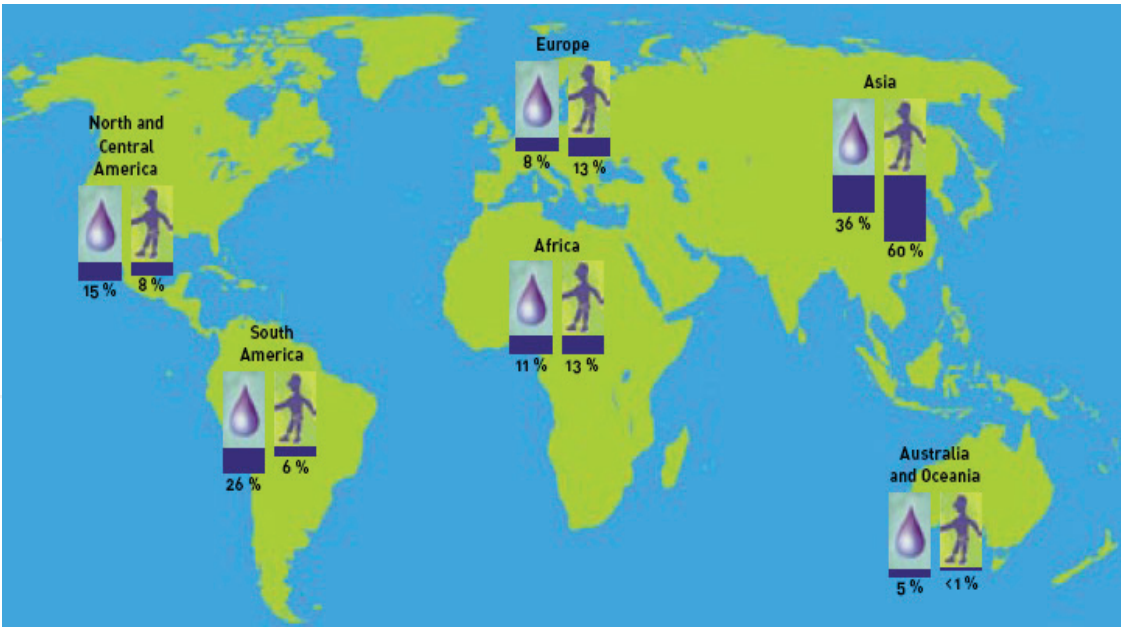 Europe
8 % 13 %
Asia
36 %
60 %
North and
Central
America
15 % 8 %
Africa
11 % 13 %
South
America
26 % 6 %
Australia
and Oceania
5 % <1 %